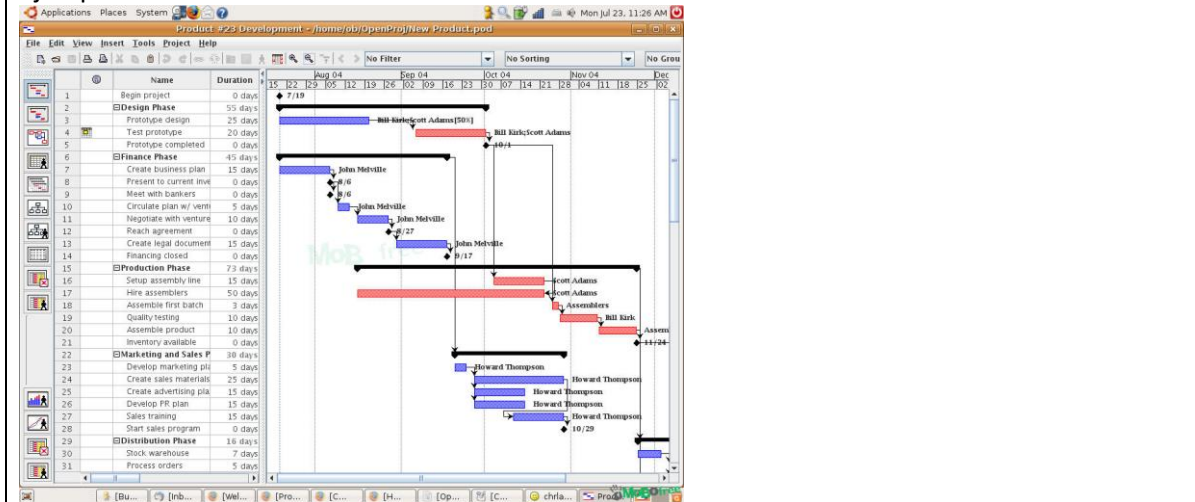 Applications Places System Mon Jul 23, 11:26 AM
Product #23 Development - /home/ob/OpenProj/New Product.pod
File Edit View Insert Tools Project Help
No Filter No Sorting No Grou
Name Duration Aug 04 Sep 04 Oct 04 Nov 04 Dec
15 22 29 05 12 19 26 02 09 16 23 30 07 14 21 28 04 11 18 25 02
1 Begin project 0 days 7/19
2 Design Phase 55 days
3 Prototype design 25 days Bill Kirk;Scott Adams[50%]
4 Test prototype 20 days Bill Kirk;Scott Adams
5 Prototype completed 0 days 10/1
6 Finance Phase 45 days
7 Create business plan 15 days John Melville
8 Present to current inve 0 days 8/6
9 Meet with bankers 0 days 8/6
10 Circulate plan w/ vent 5 days John Melville
11 Negotiate with venture 10 days John Melville
12 Reach agreement 0 days 8/27
13 Create legal document 15 days John Melville
14 Financing closed 0 days 9/17
MoB free
15 Production Phase 73 days
16 Setup assembly line 15 days Scott Adams
17 Hire assemblers 50 days Scott Adams
18 Assemble first batch 3 days Assemblers
19 Quality testing 10 days Bill Kirk
20 Assemble product 10 days Assem
21 Inventory available 0 days 11/24
22 Marketing and Sales P 30 days
23 Develop marketing pla 5 days Howard Thompson
24 Create sales materials 25 days Howard Thompson
25 Create advertising pla 15 days Howard Thompson
26 Develop PR plan 15 days Howard Thompson
27 Sales training 15 days Howard Thompson
28 Start sales program 0 days 10/29
29 Distribution Phase 16 days
30 Stock warehouse 7 days
31 Process orders 5 days
[Bu... [Inb... [Wel... [Pro... [C... [H... [Op... [C... chrla... Prod